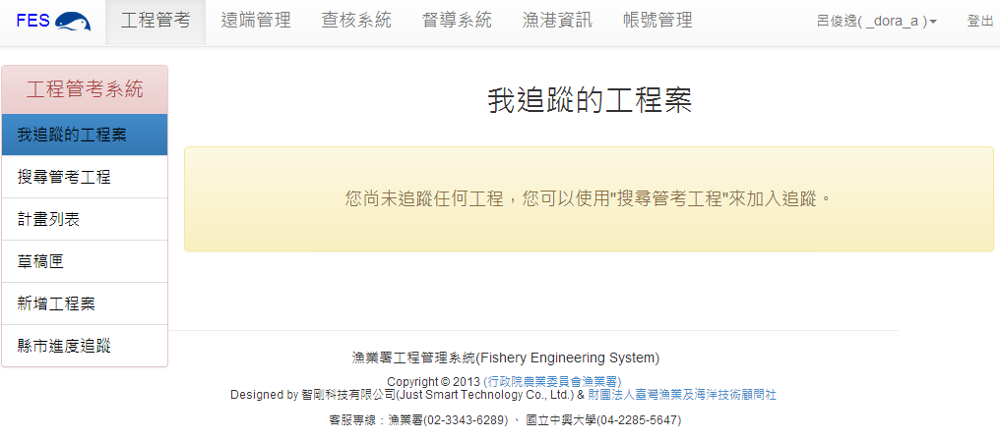 FES 工程管考 遠端管理 查核系統 督導系統 漁港資訊 帳號管理 呂俊逸( _dora_a ) 登出
工程管考系統
我追蹤的工程案
搜尋管考工程
計畫列表
草稿匣
新增工程案
縣市進度追蹤
我追蹤的工程案
您尚未追蹤任何工程，您可以使用"搜尋管考工程"來加入追蹤。
漁業署工程管理系統(Fishery Engineering System)
Copyright © 2013 (行政院農業委員會漁業署)
Designed by 智剛科技有限公司(Just Smart Technology Co., Ltd.) & 財團法人臺灣漁業及海洋技術顧問社
客服專線：漁業署(02-3343-6289) 、 國立中興大學(04-2285-5647)